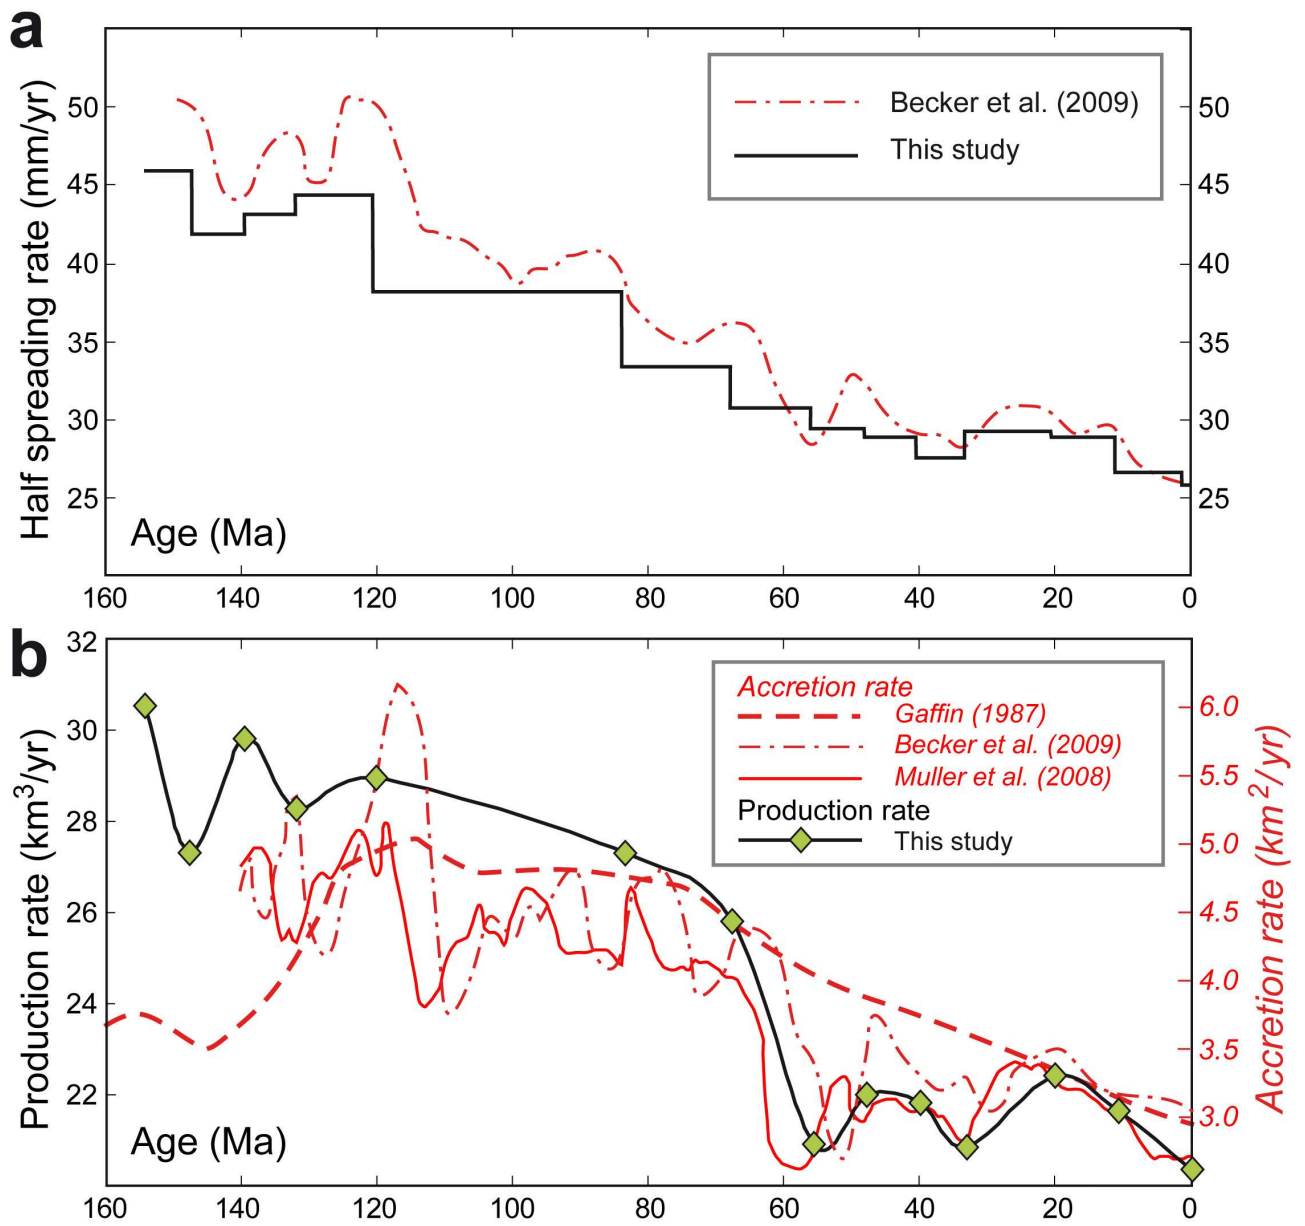 a
Half spreading rate (mm/yr)
50
45
40
35
30
25
Becker et al. (2009)
This study
50
45
40
35
30
25
Age (Ma)
160 140 120 100 80 60 40 20 0
b
Production rate (km³/yr)
32
30
28
26
24
22
Accretion rate
Gaffin (1987)
Becker et al. (2009)
Muller et al. (2008)
Production rate
This study
6.0
5.5
5.0
4.5
4.0
3.5
3.0
Accretion rate (km²/yr)
Age (Ma)
160 140 120 100 80 60 40 20 0